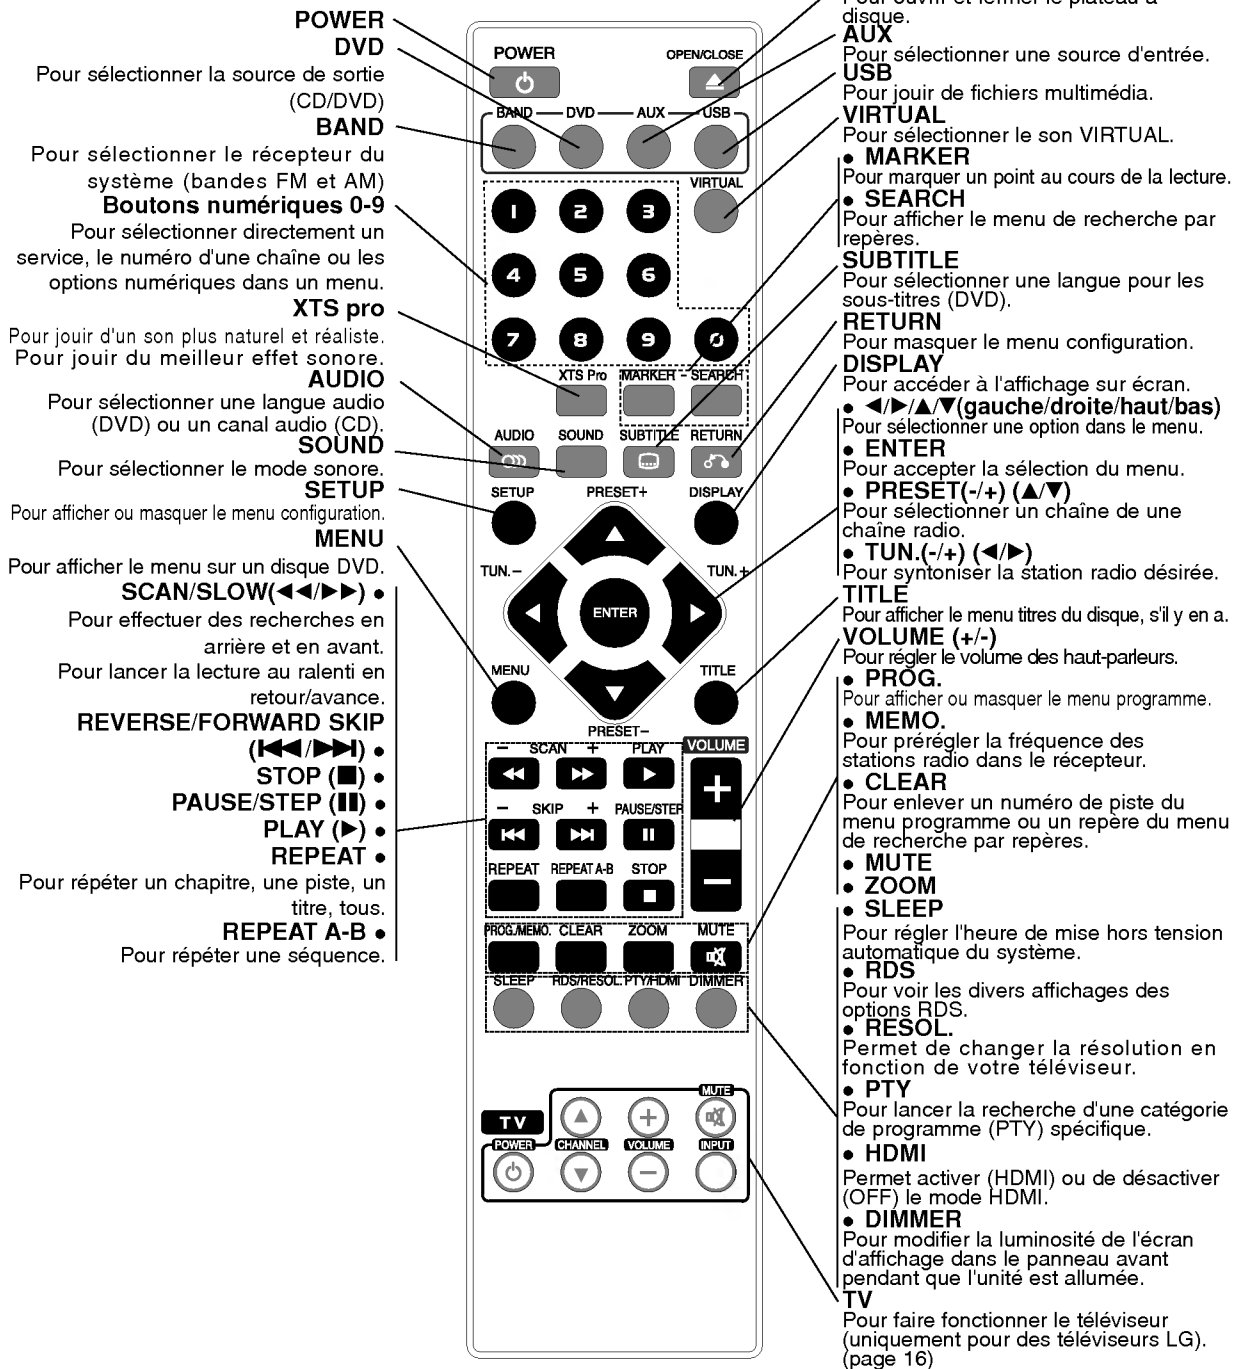 POWER
DVD
Pour sélectionner la source de sortie
(CD/DVD)
BAND
Pour sélectionner le récepteur du
système (bandes FM et AM)
Boutons numériques 0-9
Pour sélectionner directement un
service, le numéro d'une chaîne ou les
options numériques dans un menu.
XTS pro
Pour jouir d'un son plus naturel et réaliste.
Pour jouir du meilleur effet sonore.
AUDIO
Pour sélectionner une langue audio
(DVD) ou un canal audio (CD).
SOUND
Pour sélectionner le mode sonore.
SETUP
Pour afficher ou masquer le menu configuration.
MENU
Pour afficher le menu sur un disque DVD.
SCAN/SLOW(◄◄/►►) •
Pour effectuer des recherches en
arrière et en avant.
Pour lancer la lecture au ralenti en
retour/avance.
REVERSE/FORWARD SKIP
(|◄◄/►►|) •
STOP (■) •
PAUSE/STEP (▮▮) •
PLAY (►) •
REPEAT •
Pour répéter un chapitre, une piste, un
titre, tous.
REPEAT A-B •
Pour répéter une séquence.
POWER OPEN/CLOSE
BAND DVD AUX USB
VIRTUAL
1 2 3
4 5 6
7 8 9 0
XTS Pro MARKER - SEARCH
AUDIO SOUND SUBTITLE RETURN
SETUP PRESET+ DISPLAY
TUN.- TUN.+
ENTER
MENU TITLE
PRESET-
- SCAN + PLAY VOLUME
+
- SKIP + PAUSE/STEP
REPEAT REPEAT A-B STOP
-
PROG./MEMO. CLEAR ZOOM MUTE
SLEEP RDS/RESOL. PTY/HDMI DIMMER
MUTE
TV +
POWER CHANNEL VOLUME INPUT
-
Pour ouvrir et fermer le plateau à
disque.
AUX
Pour sélectionner une source d'entrée.
USB
Pour jouir de fichiers multimédia.
VIRTUAL
Pour sélectionner le son VIRTUAL.
• MARKER
Pour marquer un point au cours de la lecture.
• SEARCH
Pour afficher le menu de recherche par
repères.
SUBTITLE
Pour sélectionner une langue pour les
sous-titres (DVD).
RETURN
Pour masquer le menu configuration.
DISPLAY
Pour accéder à l'affichage sur écran.
• ◄/►/▲/▼(gauche/droite/haut/bas)
Pour sélectionner une option dans le menu.
• ENTER
Pour accepter la sélection du menu.
• PRESET(-/+) (▲/▼)
Pour sélectionner un chaîne de une
chaîne radio.
• TUN.(-/+) (◄/►)
Pour syntoniser la station radio désirée.
TITLE
Pour afficher le menu titres du disque, s'il y en a.
VOLUME (+/-)
Pour régler le volume des haut-parleurs.
• PROG.
Pour afficher ou masquer le menu programme.
• MEMO.
Pour prérégler la fréquence des
stations radio dans le récepteur.
• CLEAR
Pour enlever un numéro de piste du
menu programme ou un repère du menu
de recherche par repères.
• MUTE
• ZOOM
• SLEEP
Pour régler l'heure de mise hors tension
automatique du système.
• RDS
Pour voir les divers affichages des
options RDS.
• RESOL.
Permet de changer la résolution en
fonction de votre téléviseur.
• PTY
Pour lancer la recherche d'une catégorie
de programme (PTY) spécifique.
• HDMI
Permet activer (HDMI) ou de désactiver
(OFF) le mode HDMI.
• DIMMER
Pour modifier la luminosité de l'écran
d'affichage dans le panneau avant
pendant que l'unité est allumée.
TV
Pour faire fonctionner le téléviseur
(uniquement pour des téléviseurs LG).
(page 16)